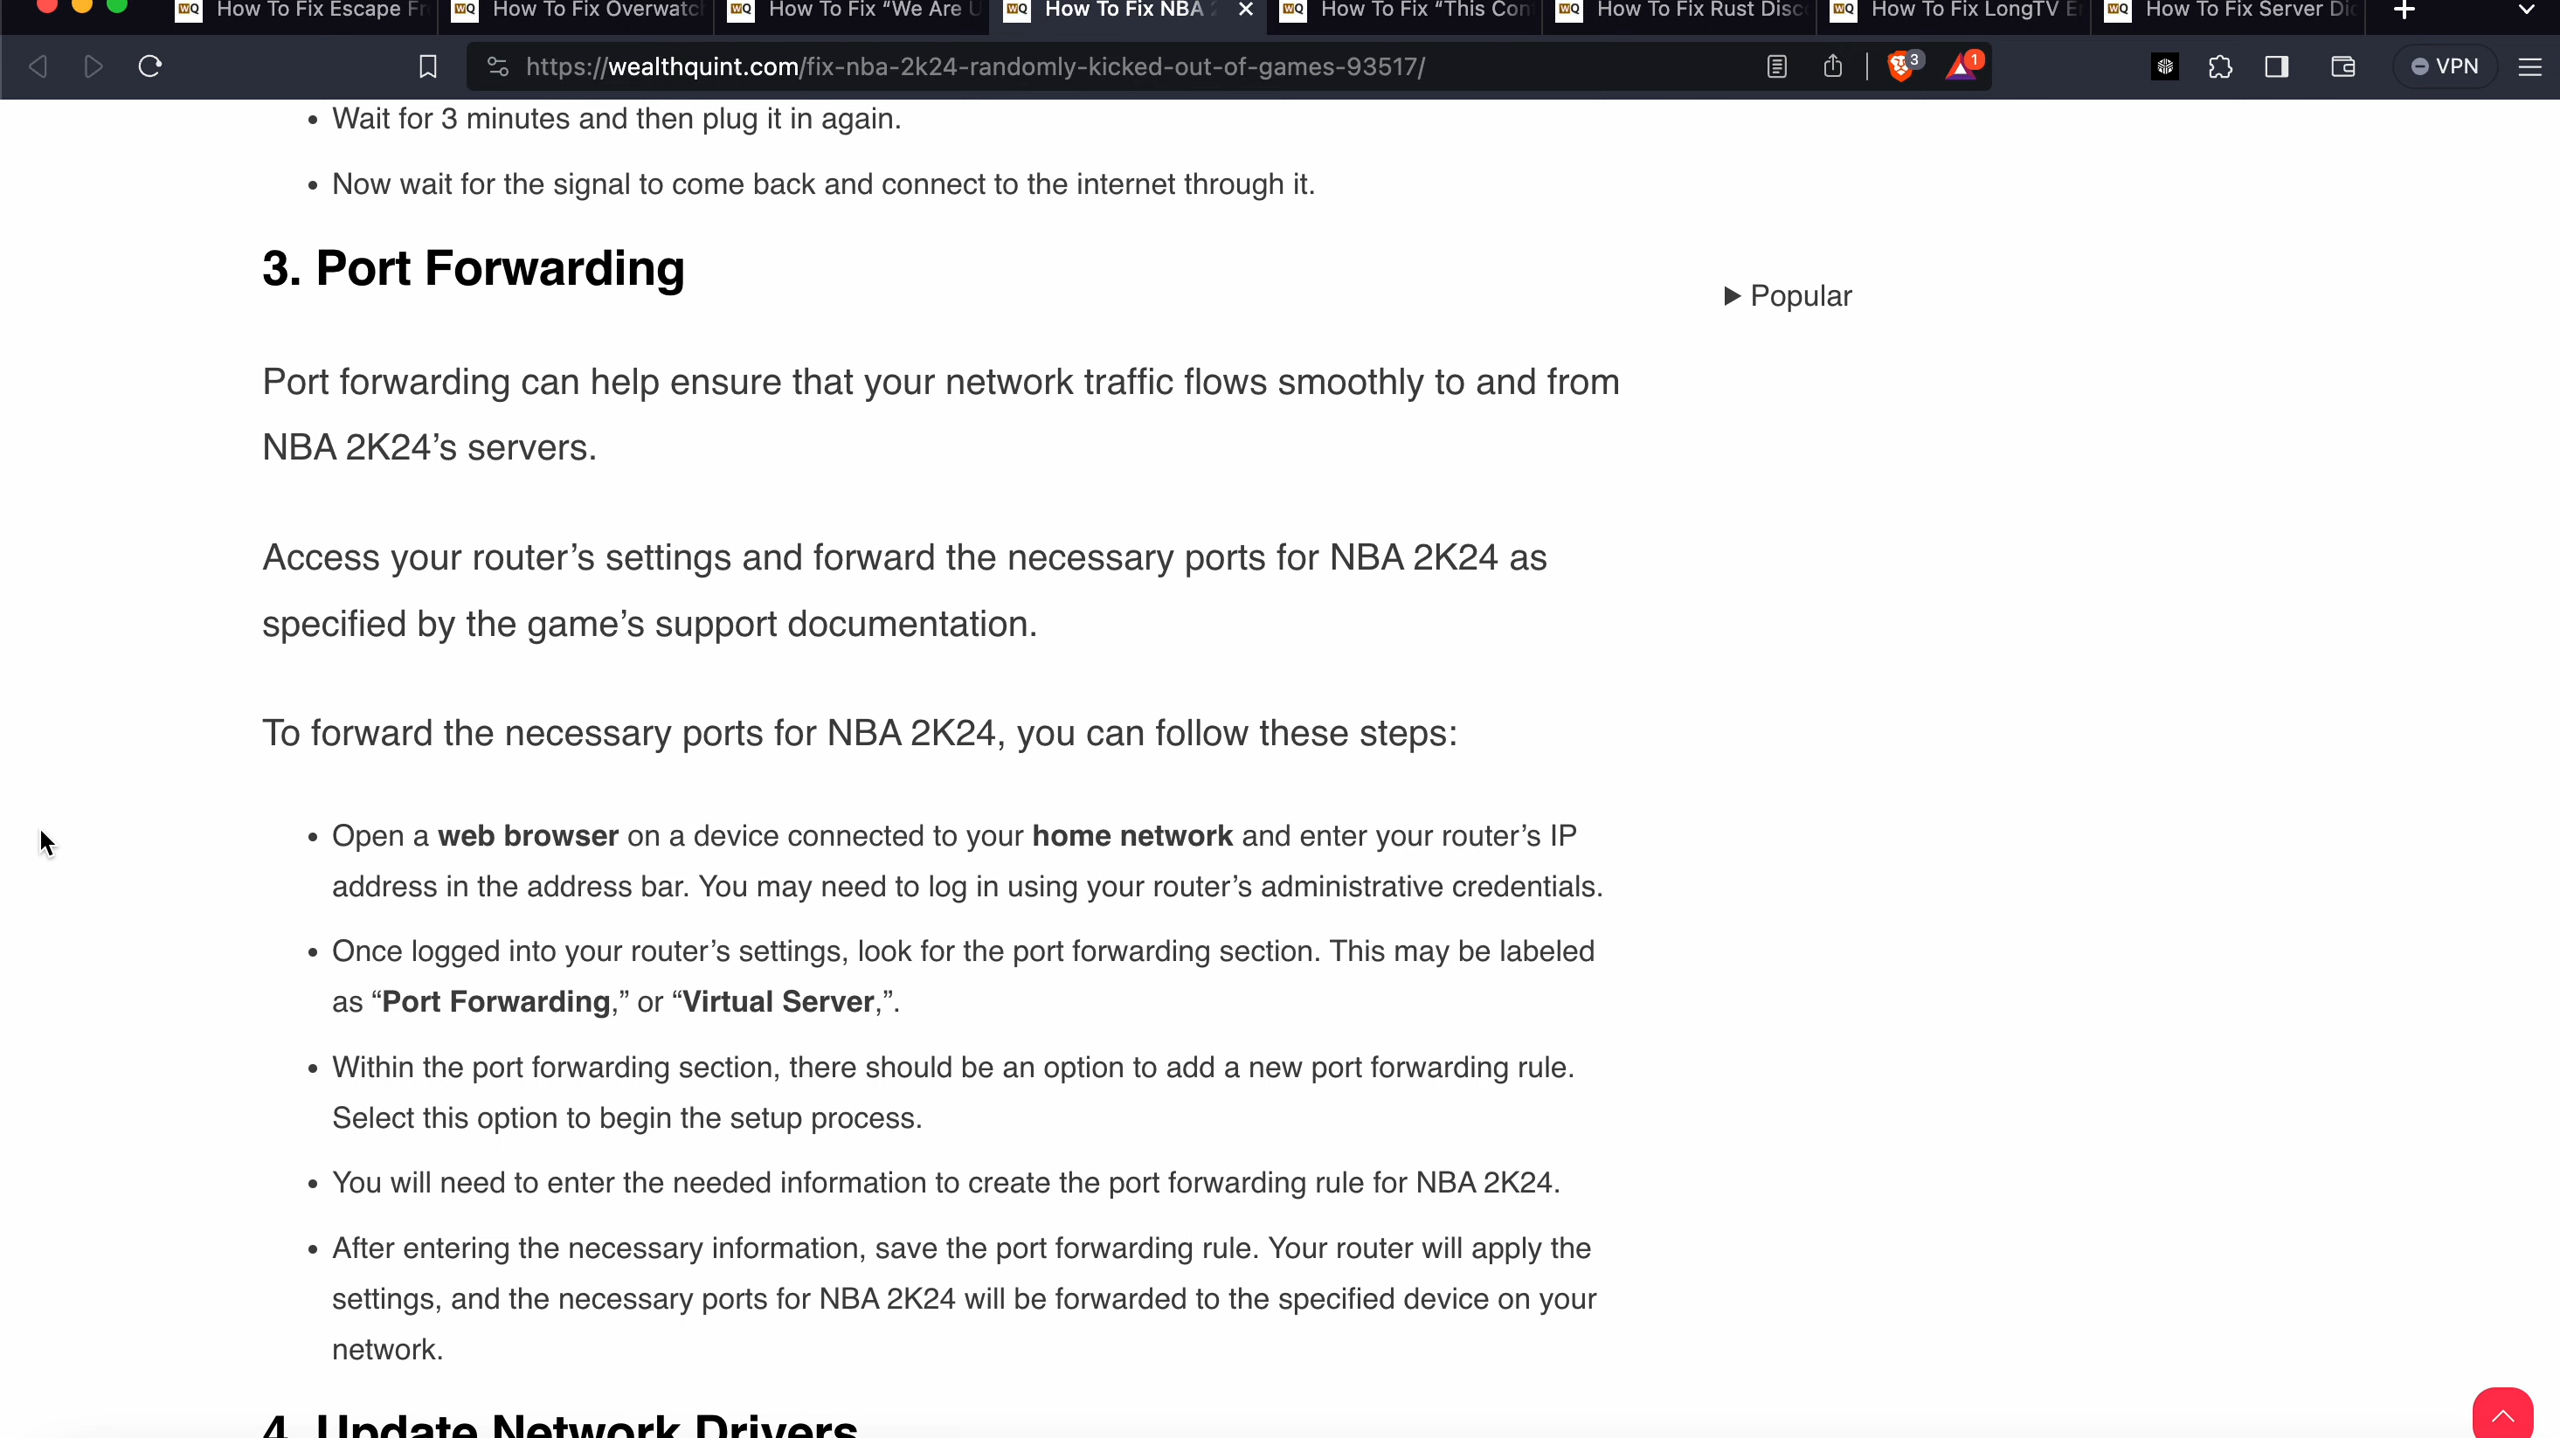 WQ How To Fix Escape Fr WQ How To Fix Overwatc WQ How To Fix “We Are U WQ How To Fix NBA 2 WQ How To Fix “This Con WQ How To Fix Rust Disc WQ How To Fix LongTV E WQ How To Fix Server Di
https://wealthquint.com/fix-nba-2k24-randomly-kicked-out-of-games-93517/ 3 1 VPN
• Wait for 3 minutes and then plug it in again.
• Now wait for the signal to come back and connect to the internet through it.
3. Port Forwarding
▶ Popular
Port forwarding can help ensure that your network traffic flows smoothly to and from
NBA 2K24’s servers.
Access your router’s settings and forward the necessary ports for NBA 2K24 as
specified by the game’s support documentation.
To forward the necessary ports for NBA 2K24, you can follow these steps:
• Open a web browser on a device connected to your home network and enter your router’s IP
address in the address bar. You may need to log in using your router’s administrative credentials.
• Once logged into your router’s settings, look for the port forwarding section. This may be labeled
as “Port Forwarding,” or “Virtual Server,”.
• Within the port forwarding section, there should be an option to add a new port forwarding rule.
Select this option to begin the setup process.
• You will need to enter the needed information to create the port forwarding rule for NBA 2K24.
• After entering the necessary information, save the port forwarding rule. Your router will apply the
settings, and the necessary ports for NBA 2K24 will be forwarded to the specified device on your
network.
4. Update Network Drivers